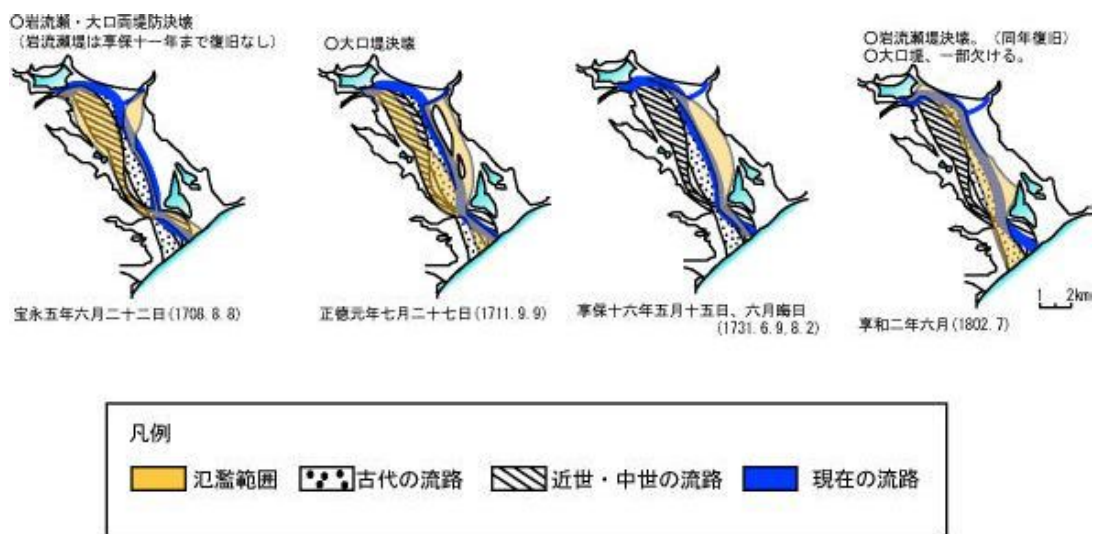 ○岩流瀬・大口両堤防決壊
(岩流瀬堤は享保十一年まで復旧なし)
宝永五年六月二十二日(1708.8.8)
○大口堤決壊
正徳元年七月二十七日(1711.9.9)
享保十六年五月十五日、六月晦日
(1731.6.9,8.2)
○岩流瀬堤決壊。(同年復旧)
○大口堤、一部欠ける。
享和二年六月(1802.7)
1 2km
凡例
氾濫範囲
古代の流路
近世・中世の流路
現在の流路